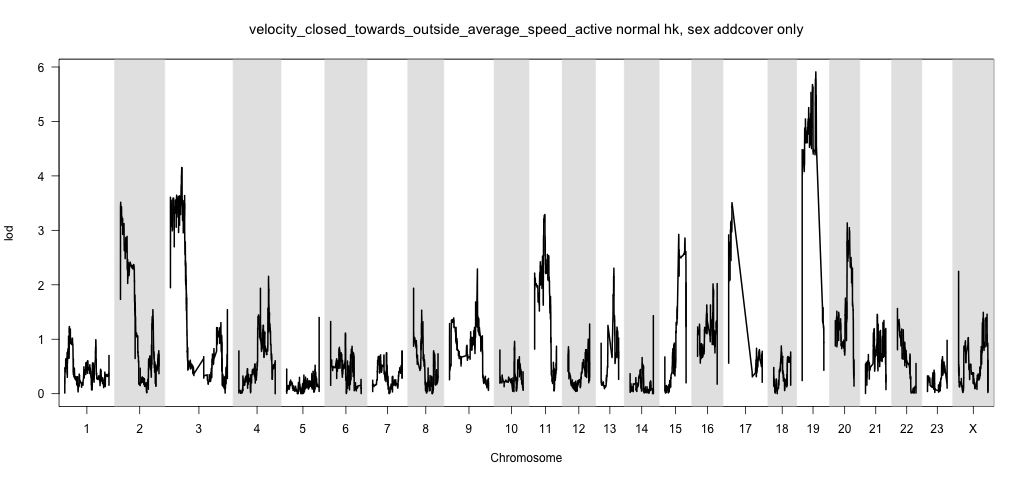 velocity_closed_towards_outside_average_speed_active normal hk, sex addcover only
6
5
4
3
2
1
0
lod
1 2 3 4 5 6 7 8 9 10 11 12 13 14 15 16 17 18 19 20 21 22 23 X
Chromosome